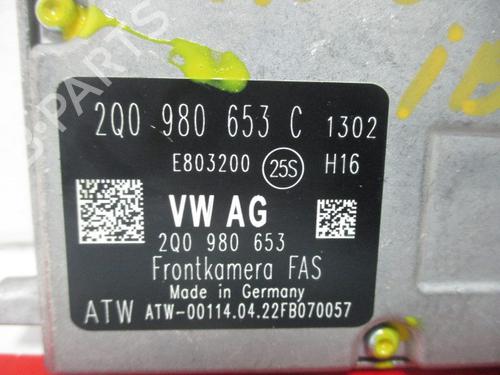 2Q0 980 653 C 1302
E803200 25S H16
VW AG
2Q0 980 653
Frontkamera FAS
Made in Germany
ATW ATW-00114.04.22FB070057